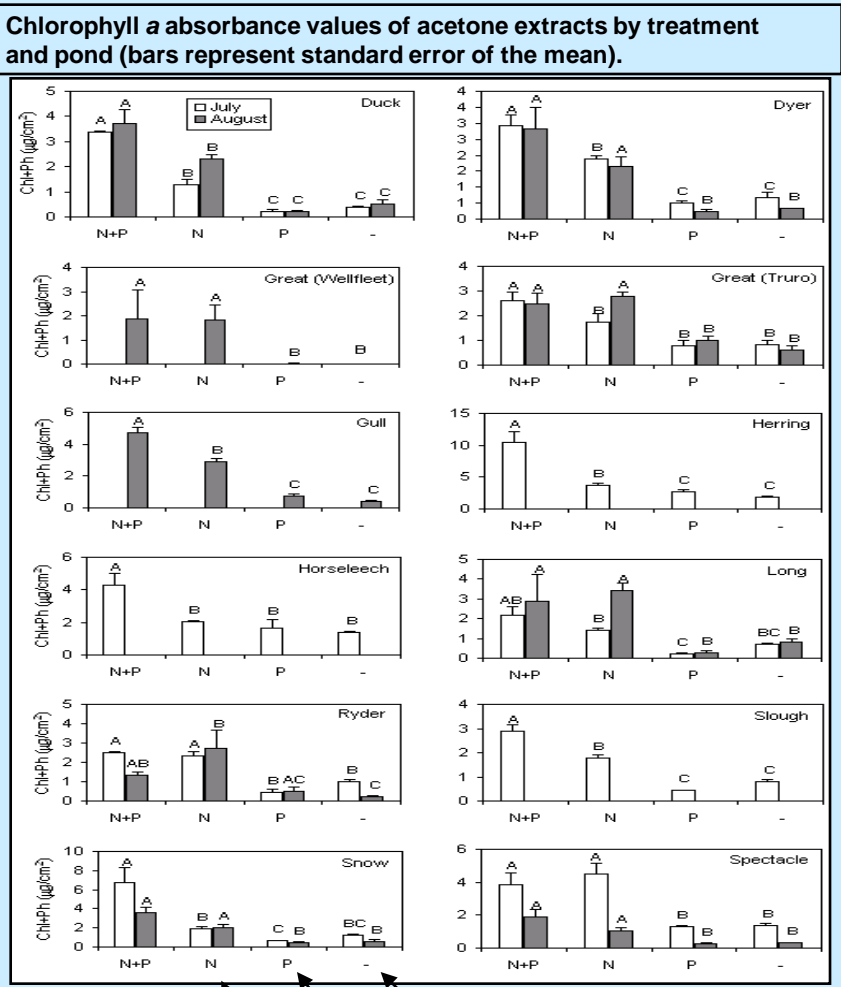 Chlorophyll a absorbance values of acetone extracts by treatment
and pond (bars represent standard error of the mean).
Duck
July
August
Chl+Ph (µg/cm²)
5
4
3
2
1
0
A A
B B
C C
C C
N+P N P -
Dyer
4
4
3
3
2
2
1
1
0
A A
B A
C B
C B
N+P N P -
Great (Wellfleet)
Chl+Ph (µg/cm²)
4
3
2
1
0
A A B B
N+P N P -
Great (Truro)
4
3
2
1
0
A A
B A
B B
B B
N+P N P -
Gull
Chl+Ph (µg/cm²)
6
4
2
0
A B C C
N+P N P -
Herring
15
10
5
0
A B C C
N+P N P -
Horseleech
Chl+Ph (µg/cm²)
6
4
2
0
A B B B
N+P N P -
Long
5
4
3
2
1
0
AB A
B A
C B
BC B
N+P N P -
Ryder
Chl+Ph (µg/cm²)
5
4
3
2
1
0
A AB
A B
B AC
B C
N+P N P -
Slough
4
3
2
1
0
A B C C
N+P N P -
Snow
Chl+Ph (µg/cm²)
10
8
6
4
2
0
A A
B A
C B
BC B
N+P N P -
Spectacle
6
4
2
0
A A
A A
B B
B B
N+P N P -